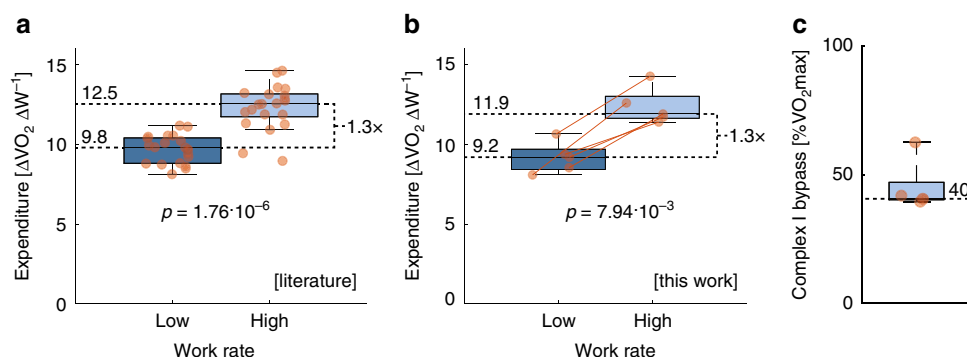 a
Expenditure [ΔVO2 ΔW−1]
15
10
5
0
12.5
9.8
1.3×
p = 1.76·10−6
[literature]
Low
High
Work rate
b
Expenditure [ΔVO2 ΔW−1]
15
10
5
0
11.9
9.2
1.3×
p = 7.94·10−3
[this work]
Low
High
Work rate
c
Complex I bypass [%VO2max]
100
50
0
40